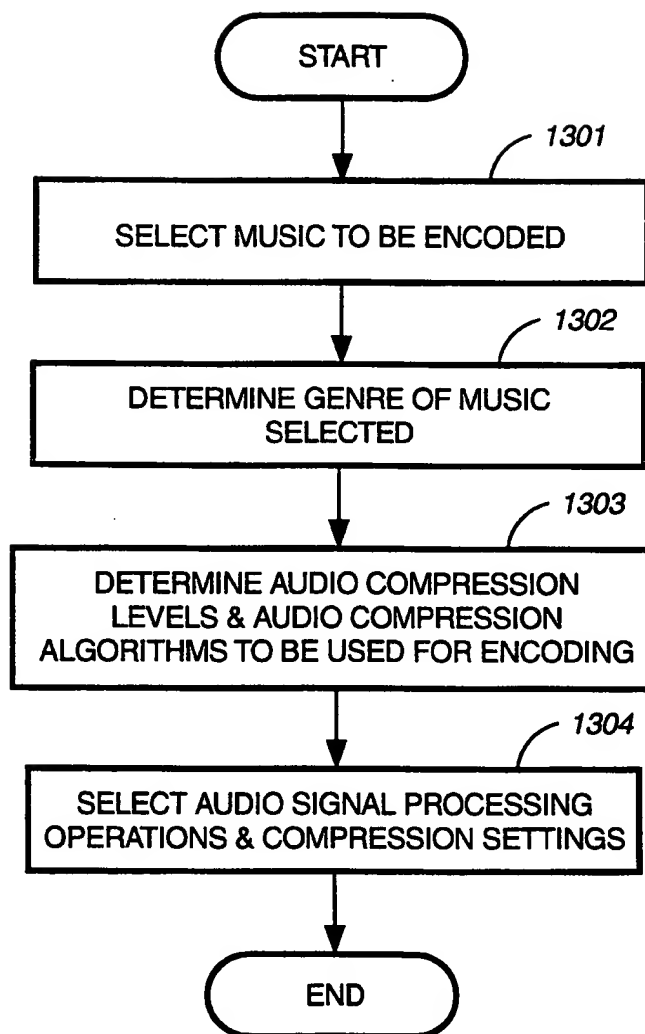 START
1301
SELECT MUSIC TO BE ENCODED
1302
DETERMINE GENRE OF MUSIC
SELECTED
1303
DETERMINE AUDIO COMPRESSION
LEVELS & AUDIO COMPRESSION
ALGORITHMS TO BE USED FOR ENCODING
1304
SELECT AUDIO SIGNAL PROCESSING
OPERATIONS & COMPRESSION SETTINGS
END